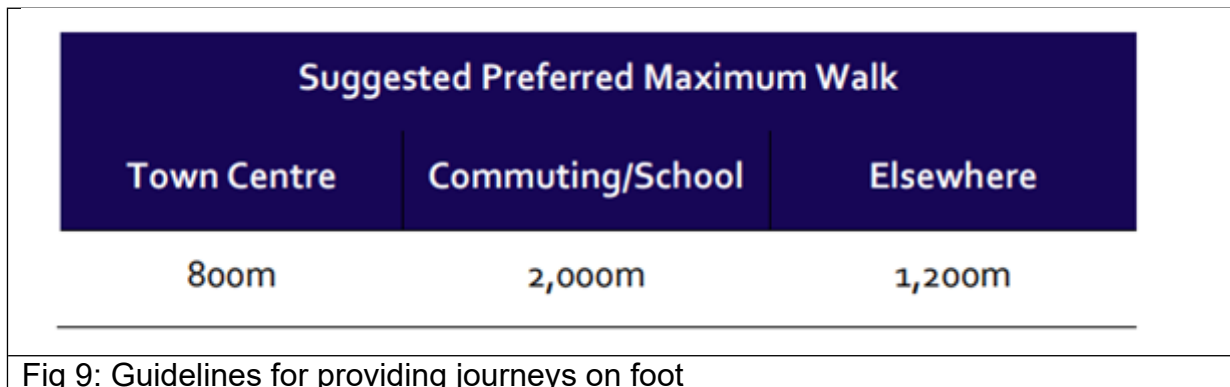 Suggested Preferred Maximum Walk
Town Centre Commuting/School Elsewhere
800m 2,000m 1,200m
Fig 9: Guidelines for providing journeys on foot